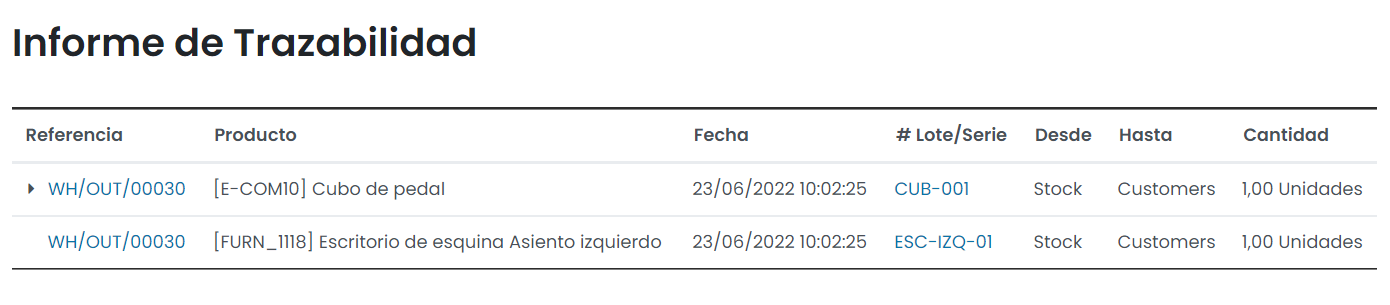 Informe de Trazabilidad
Referencia Producto Fecha # Lote/Serie Desde Hasta Cantidad
WH/OUT/00030 [E-COM10] Cubo de pedal 23/06/2022 10:02:25 CUB-001 Stock Customers 1,00 Unidades
WH/OUT/00030 [FURN_1118] Escritorio de esquina Asiento izquierdo 23/06/2022 10:02:25 ESC-IZQ-01 Stock Customers 1,00 Unidades